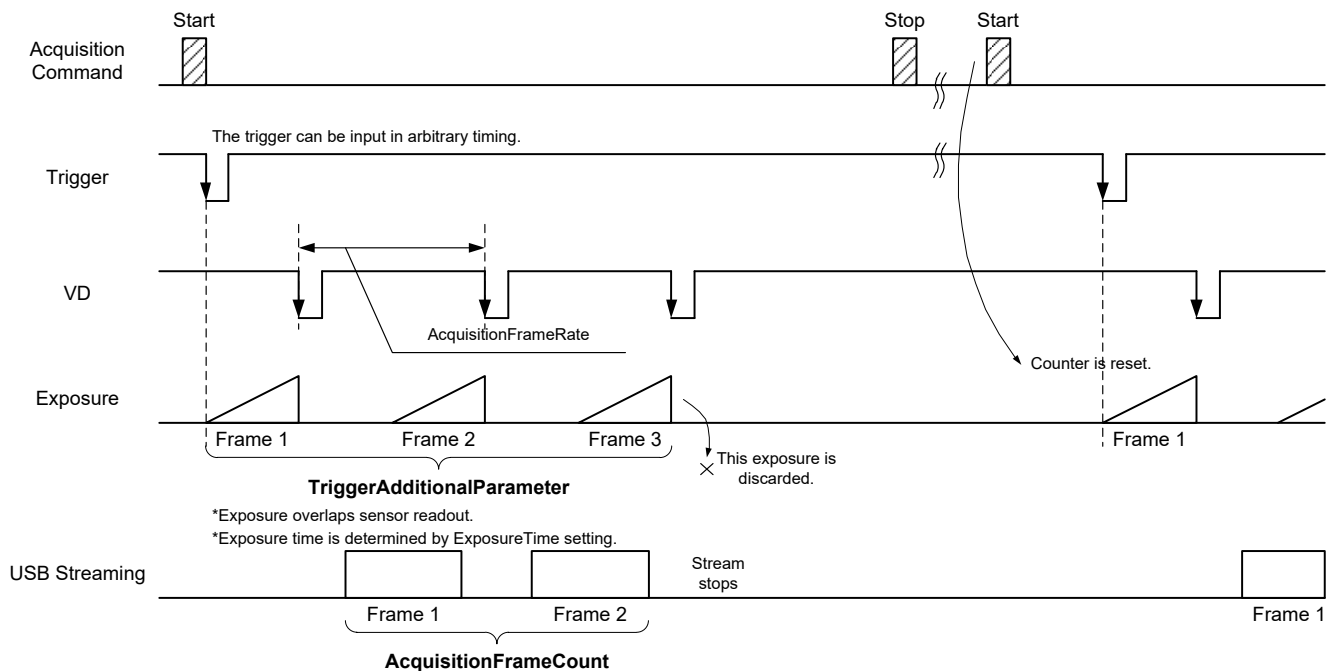 Start
Stop
Start
Acquisition
Command
The trigger can be input in arbitrary timing.
Trigger
VD
AcquisitionFrameRate
Counter is reset.
Exposure
Frame 1
Frame 2
Frame 3
Frame 1
This exposure is
discarded.
TriggerAdditionalParameter
*Exposure overlaps sensor readout.
*Exposure time is determined by ExposureTime setting.
USB Streaming
Stream
stops
Frame 1
Frame 2
Frame 1
AcquisitionFrameCount